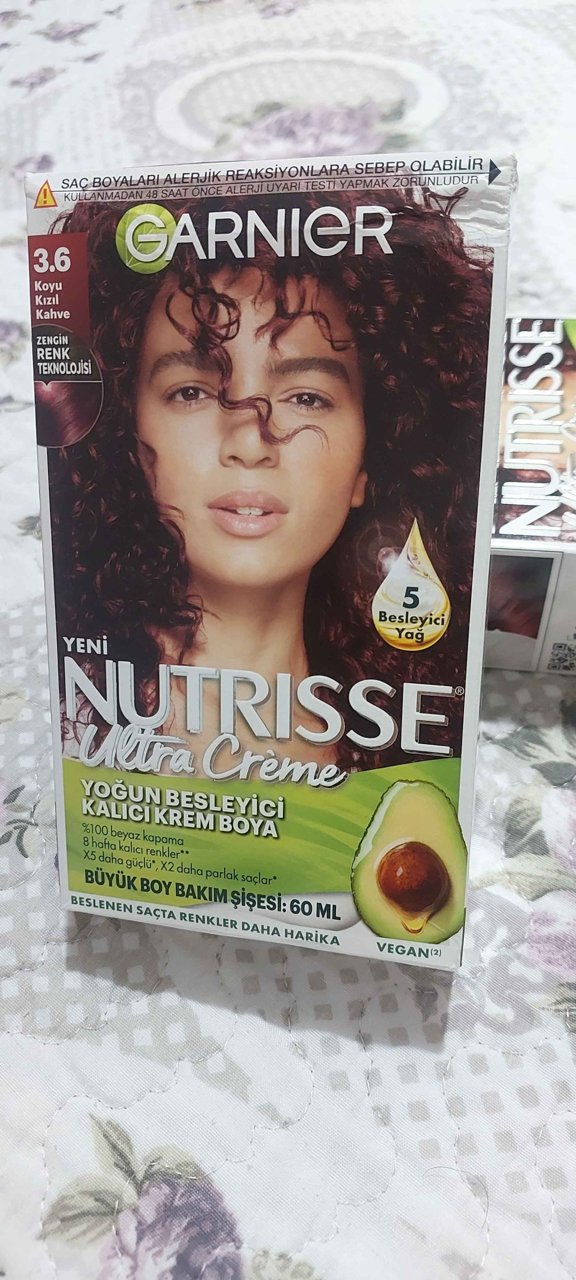 SAÇ BOYALARI ALERJİK REAKSİYONLARA SEBEP OLABİLİR
KULLANMADAN 48 SAAT ÖNCE ALERJİ UYARI TESTİ YAPMAK ZORUNLUDUR
GARNIER
3.6
Koyu
Kızıl
Kahve
ZENGİN
RENK
TEKNOLOJİSİ
5
Besleyici
Yağ
YENİ
NUTRISSE®
Ultra Crème
YOĞUN BESLEYİCİ
KALICI KREM BOYA
%100 beyaz kapama
8 hafta kalıcı renkler**
X5 daha güçlü*, X2 daha parlak saçlar*
BÜYÜK BOY BAKIM ŞİŞESİ: 60 ML
BESLENEN SAÇTA RENKLER DAHA HARİKA
VEGAN(2)
NUTRISSE